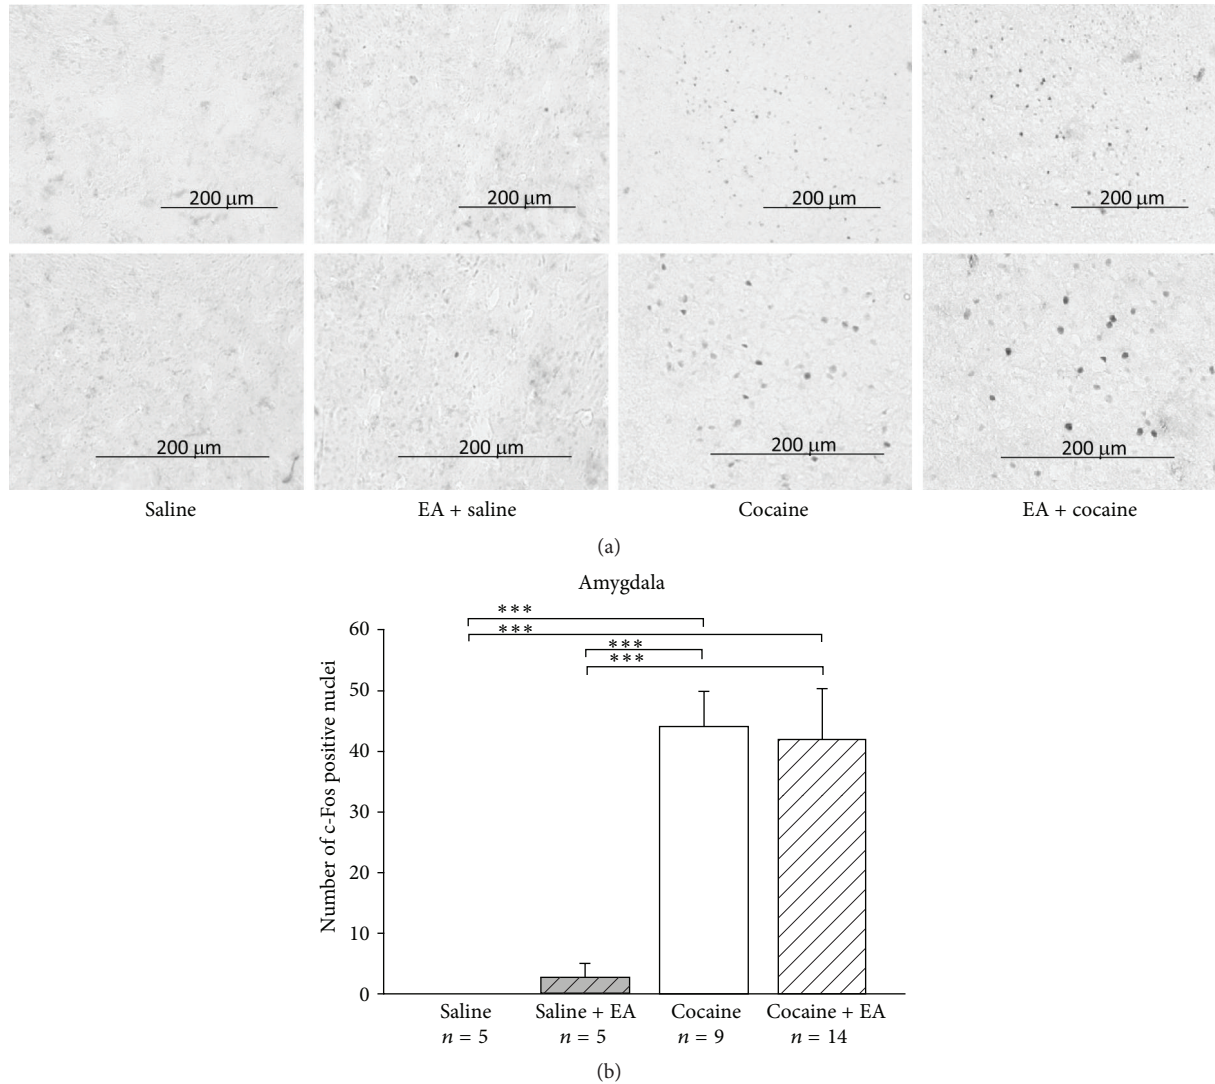 200 μm 200 μm 200 μm 200 μm
200 μm 200 μm 200 μm 200 μm
Saline EA + saline Cocaine EA + cocaine
(a)
Amygdala
***
***
***
***
Number of c-Fos positive nuclei
60
50
40
30
20
10
0
Saline Saline + EA Cocaine Cocaine + EA
n = 5 n = 5 n = 9 n = 14
(b)